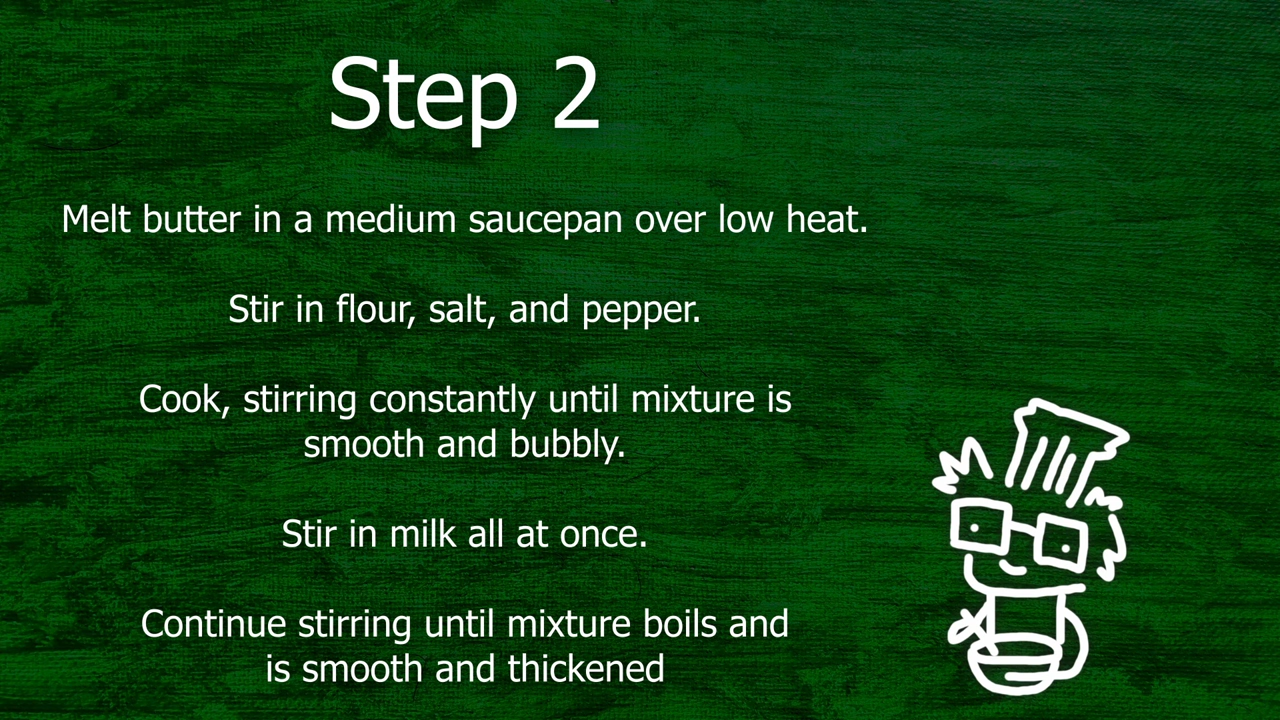 Step 2
Melt butter in a medium saucepan over low heat.
Stir in flour, salt, and pepper.
Cook, stirring constantly until mixture is
smooth and bubbly.
Stir in milk all at once.
Continue stirring until mixture boils and
is smooth and thickened